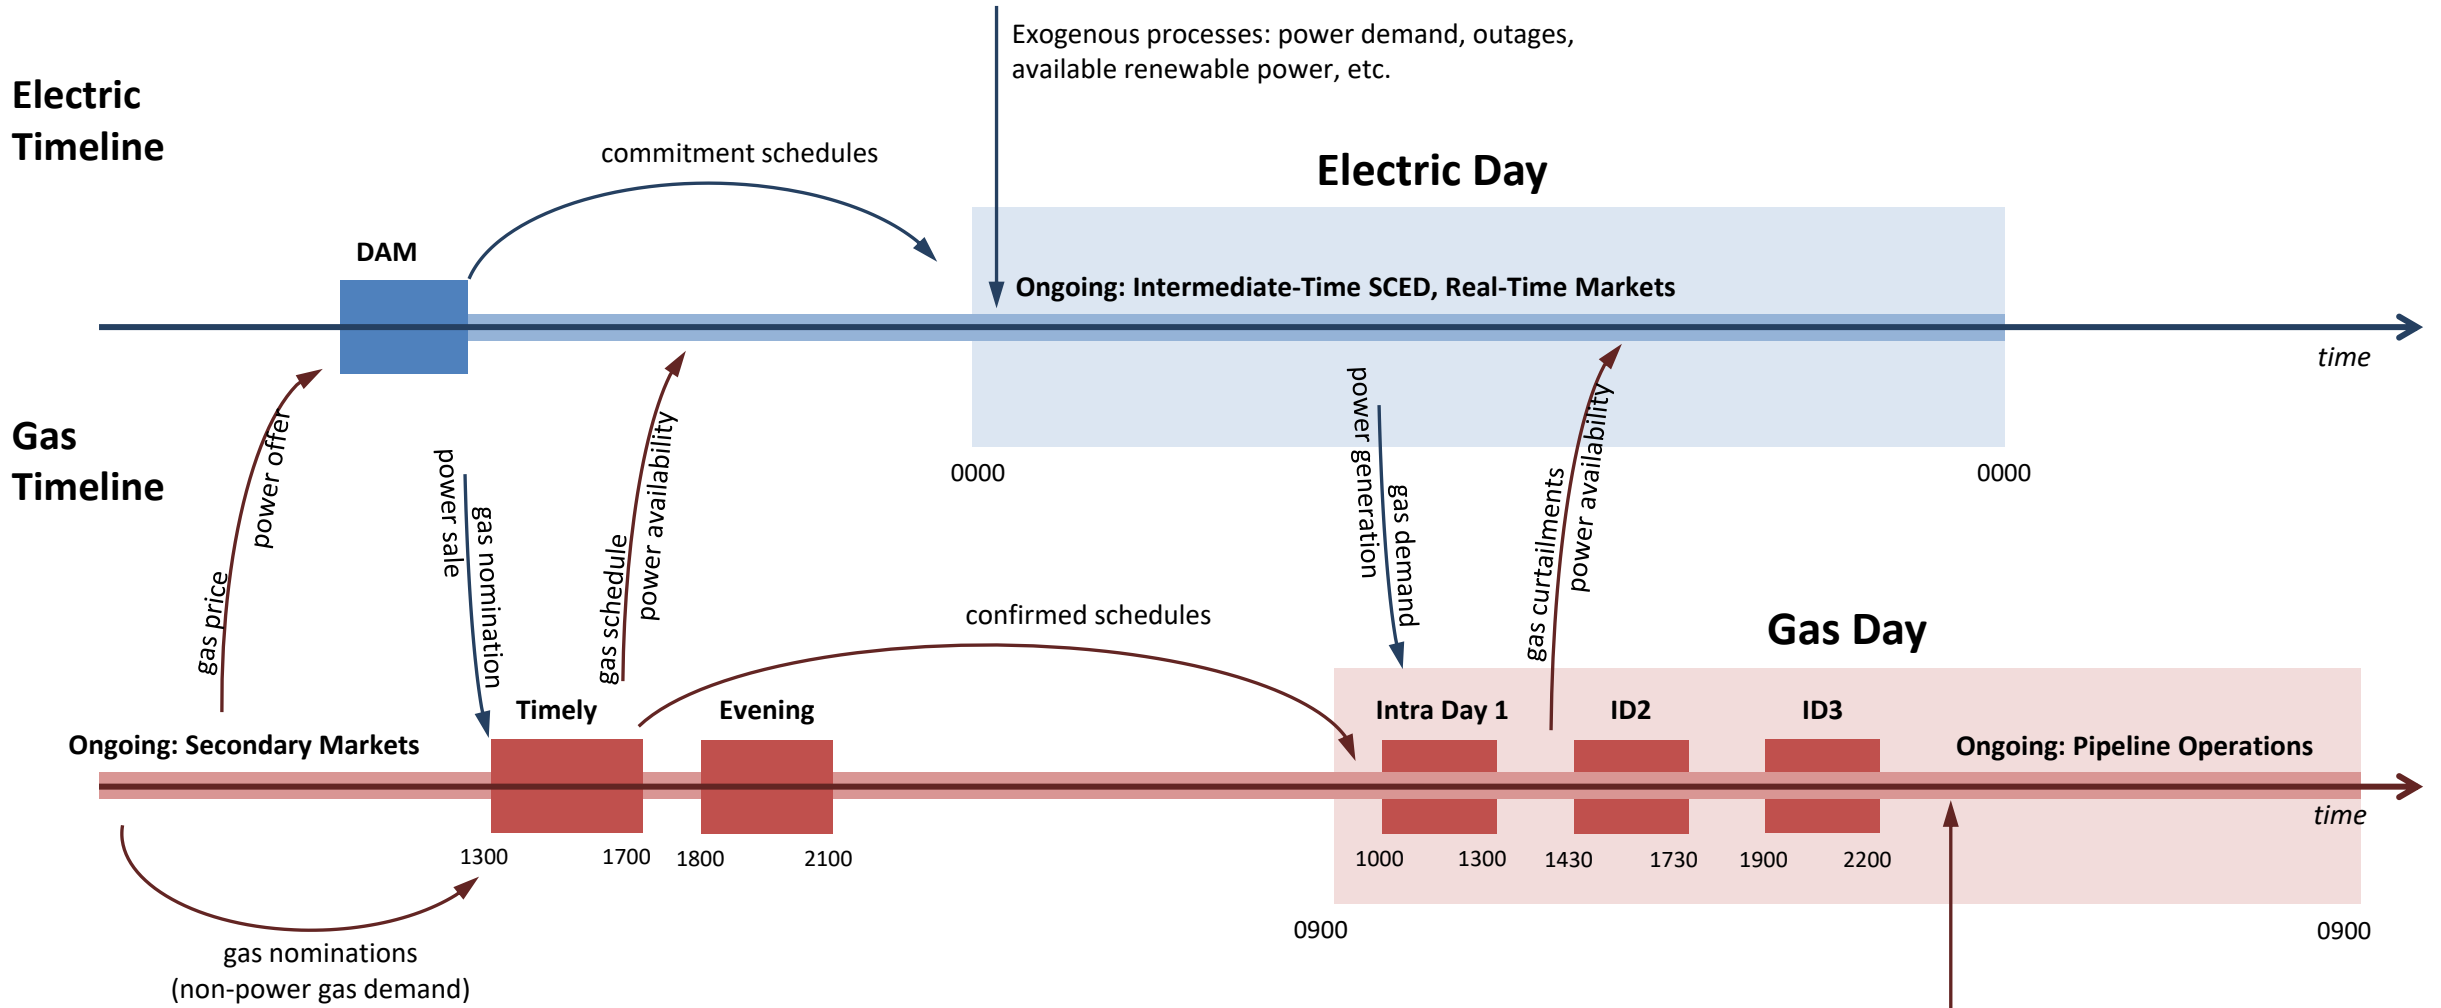 Exogenous processes: power demand, outages,
available renewable power, etc.
Electric
Timeline
commitment schedules
Electric Day
DAM
Ongoing: Intermediate-Time SCED, Real-Time Markets
time
Gas
Timeline
0000
0000
gas price
power offer
power sale
gas nomination
gas schedule
power availability
power generation
gas demand
gas curtailments
power availability
confirmed schedules
Gas Day
Timely
Evening
Intra Day 1
ID2
ID3
Ongoing: Secondary Markets
Ongoing: Pipeline Operations
time
1300
1700
1800
2100
1000
1300
1430
1730
1900
2200
0900
0900
gas nominations
(non-power gas demand)